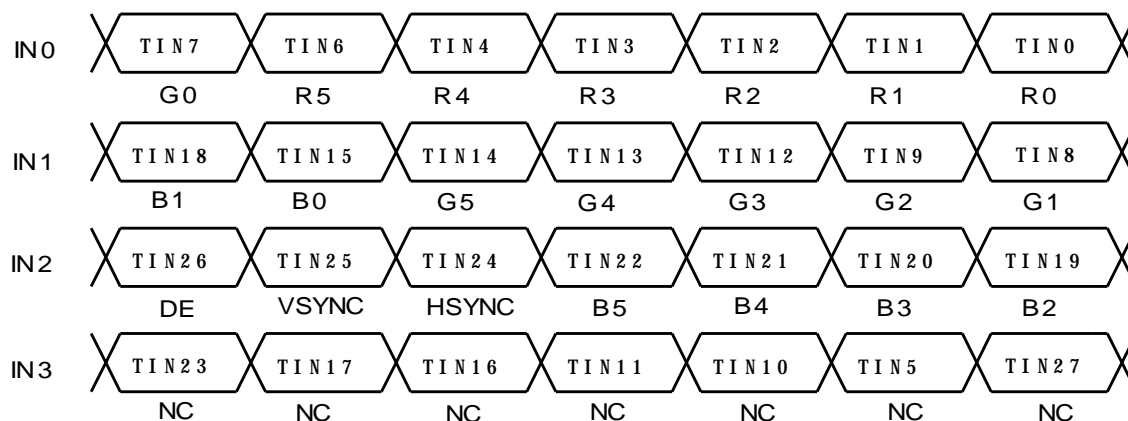 IN0 TIN7 TIN6 TIN4 TIN3 TIN2 TIN1 TIN0
G0 R5 R4 R3 R2 R1 R0
IN1 TIN18 TIN15 TIN14 TIN13 TIN12 TIN9 TIN8
B1 B0 G5 G4 G3 G2 G1
IN2 TIN26 TIN25 TIN24 TIN22 TIN21 TIN20 TIN19
DE VSYNC HSYNC B5 B4 B3 B2
IN3 TIN23 TIN17 TIN16 TIN11 TIN10 TIN5 TIN27
NC NC NC NC NC NC NC